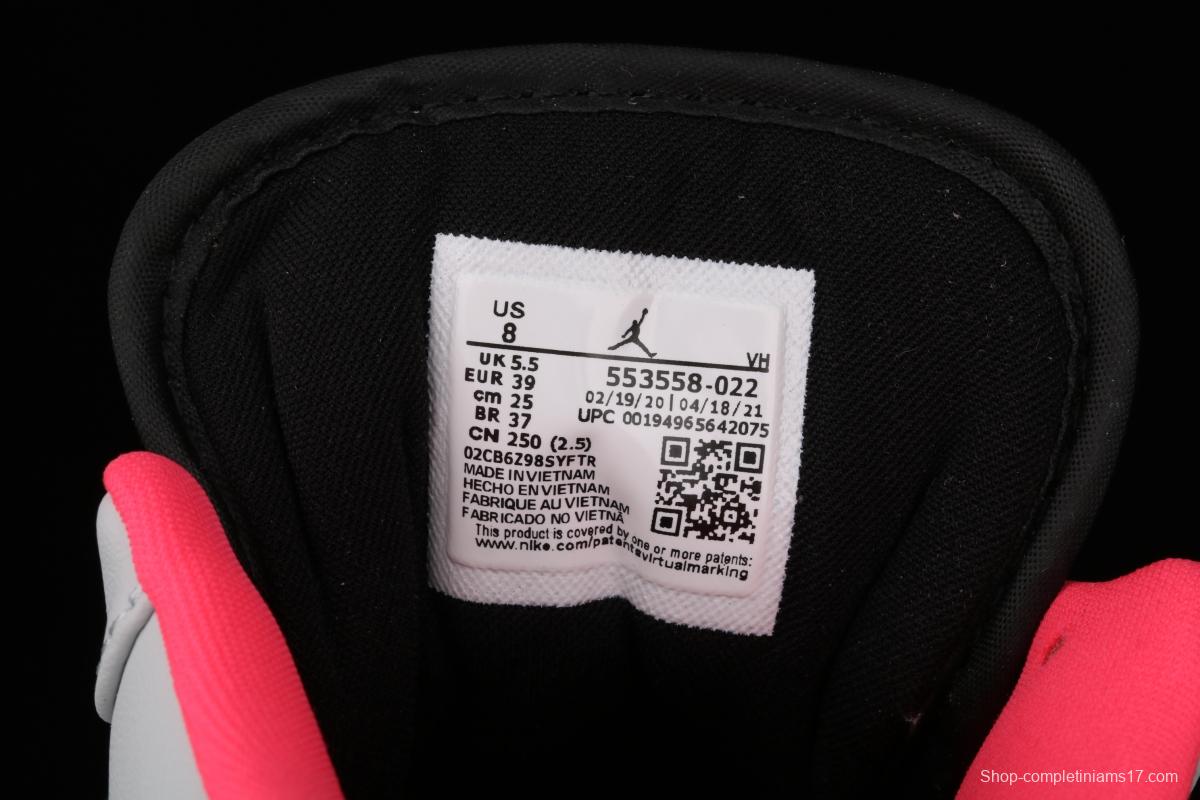 US
8
VH
UK 5.5
EUR 39
cm 25
BR 37
CN 250 (2.5)
553558-022
02/19/20 | 04/18/21
UPC 00194965642075
02CB6Z98SYFTR
MADE IN VIETNAM
HECHO EN VIETNAM
FABRIQUE AU VIETNAM
FABRICADO NO VIETNÃ
This product is covered by one or more patents:
www.nike.com/patentsvirtualmarking
Shop-completiniams17.com